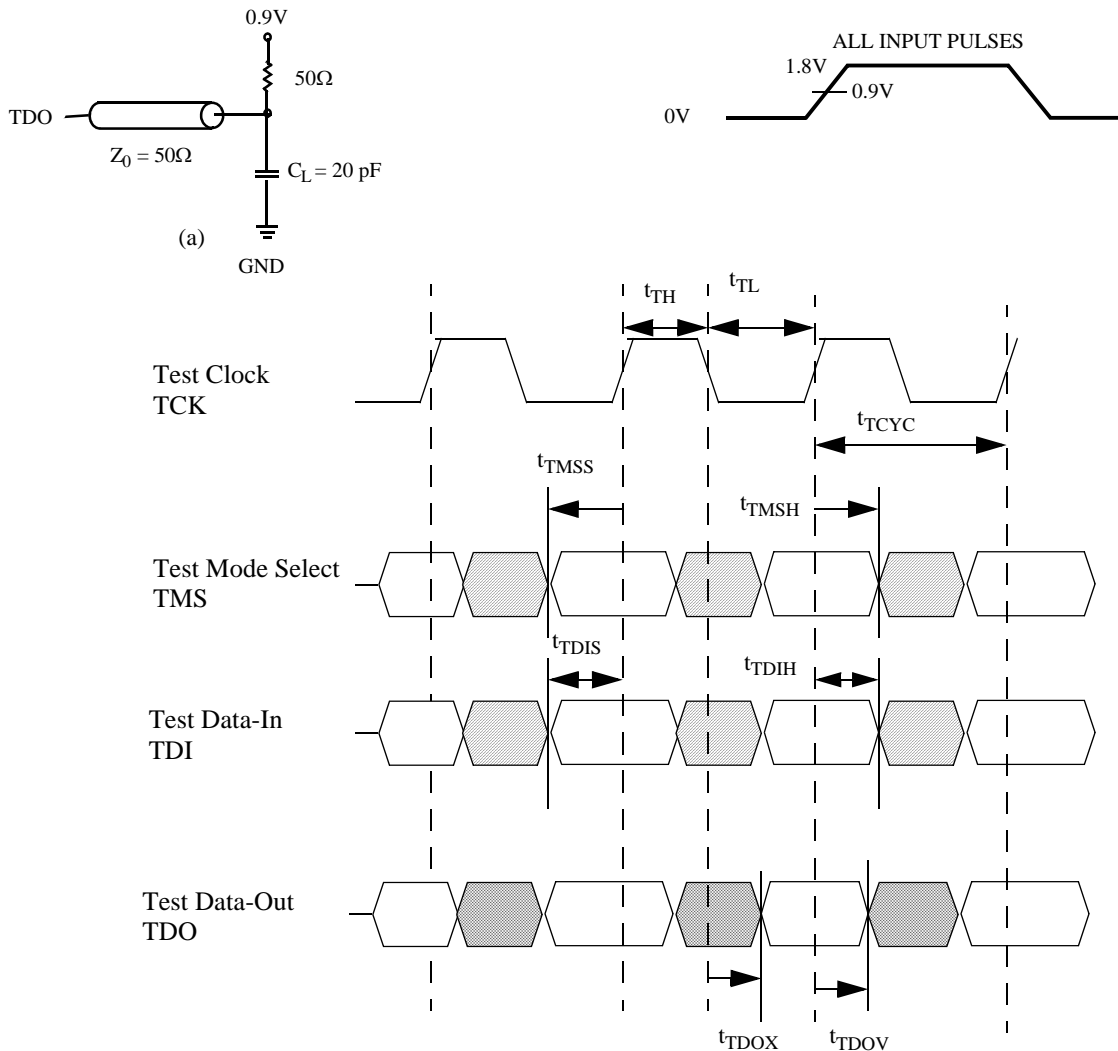 0.9V
ALL INPUT PULSES
1.8V
50Ω
0.9V
TDO
0V
Z0 = 50Ω
CL = 20 pF
(a)
GND
tTH
tTL
Test Clock
TCK
tTCYC
tTMSS
tTMSH
Test Mode Select
TMS
tTDIS
tTDIH
Test Data-In
TDI
Test Data-Out
TDO
tTDOX
tTDOV